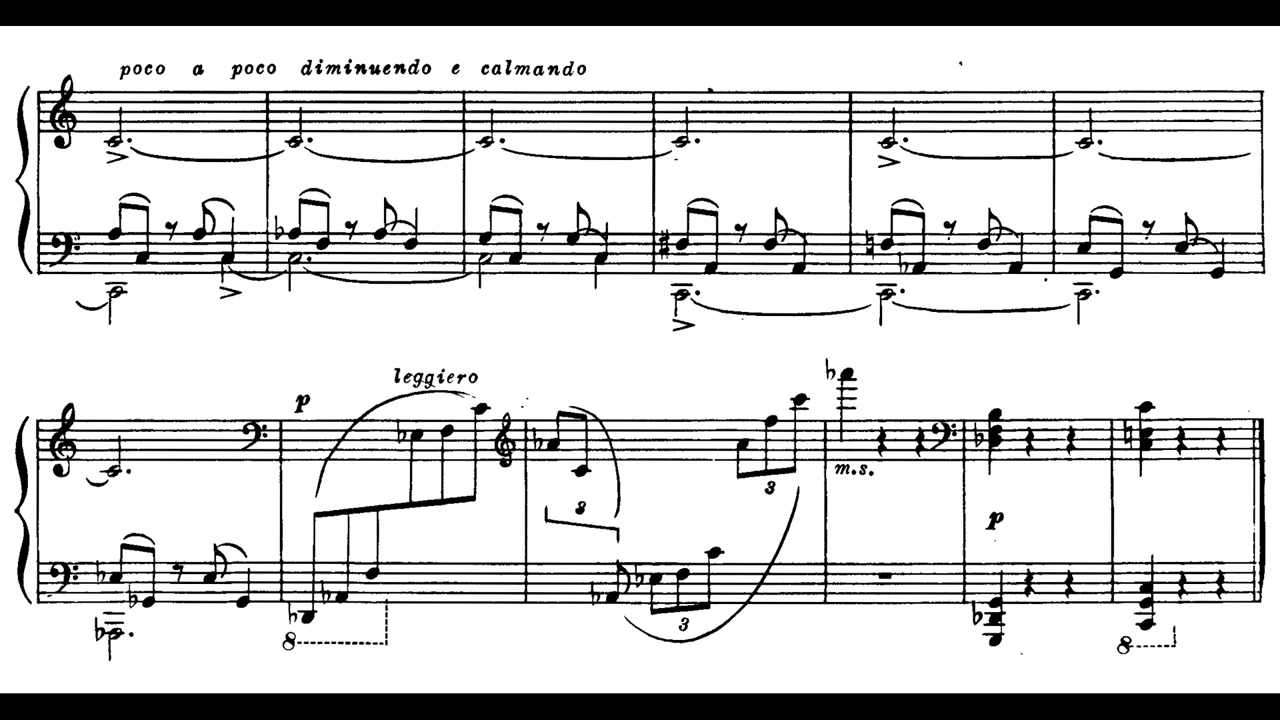 poco a poco diminuendo e calmando
p leggiero
8 3
3
m.s.
p
8 3 8